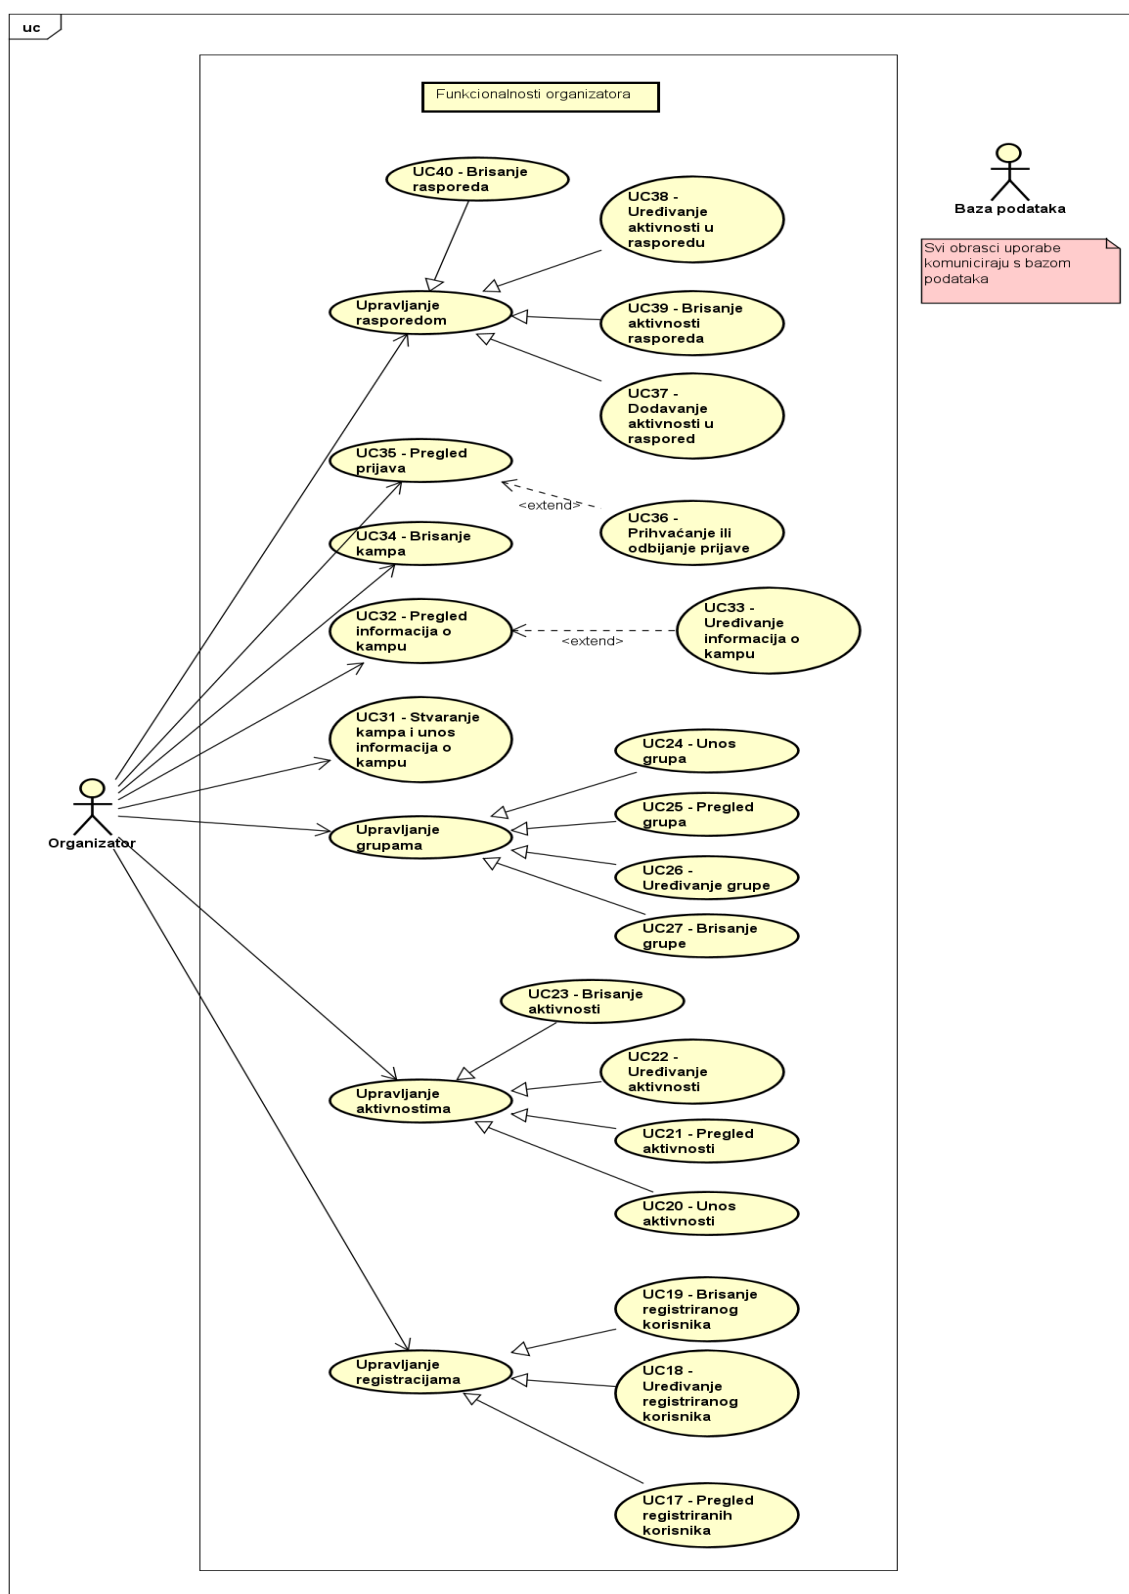 uc
Funkcionalnosti organizatora
UC40 - Brisanje
rasporeda
UC38 -
Uređivanje
aktivnosti u
rasporedu
Baza podataka
Svi obrasci uporabe
komuniciraju s bazom
podataka
Upravljanje
rasporedom
UC39 - Brisanje
aktivnosti
rasporeda
UC37 -
Dodavanje
aktivnosti u
raspored
UC35 - Pregled
prijava
<extend>
UC36 -
Prihvaćanje ili
odbijanje prijave
UC34 - Brisanje
kampa
UC32 - Pregled
informacija o
kampu
<extend>
UC33 -
Uređivanje
informacija o
kampu
UC31 - Stvaranje
kampa i unos
informacija o
kampu
UC24 - Unos
grupa
UC25 - Pregled
grupa
Organizator
Upravljanje
grupama
UC26 -
Uređivanje grupe
UC27 - Brisanje
grupe
UC23 - Brisanje
aktivnosti
UC22 -
Uređivanje
aktivnosti
Upravljanje
aktivnostima
UC21 - Pregled
aktivnosti
UC20 - Unos
aktivnosti
UC19 - Brisanje
registriranog
korisnika
Upravljanje
registracijama
UC18 -
Uređivanje
registriranog
korisnika
UC17 - Pregled
registriranih
korisnika